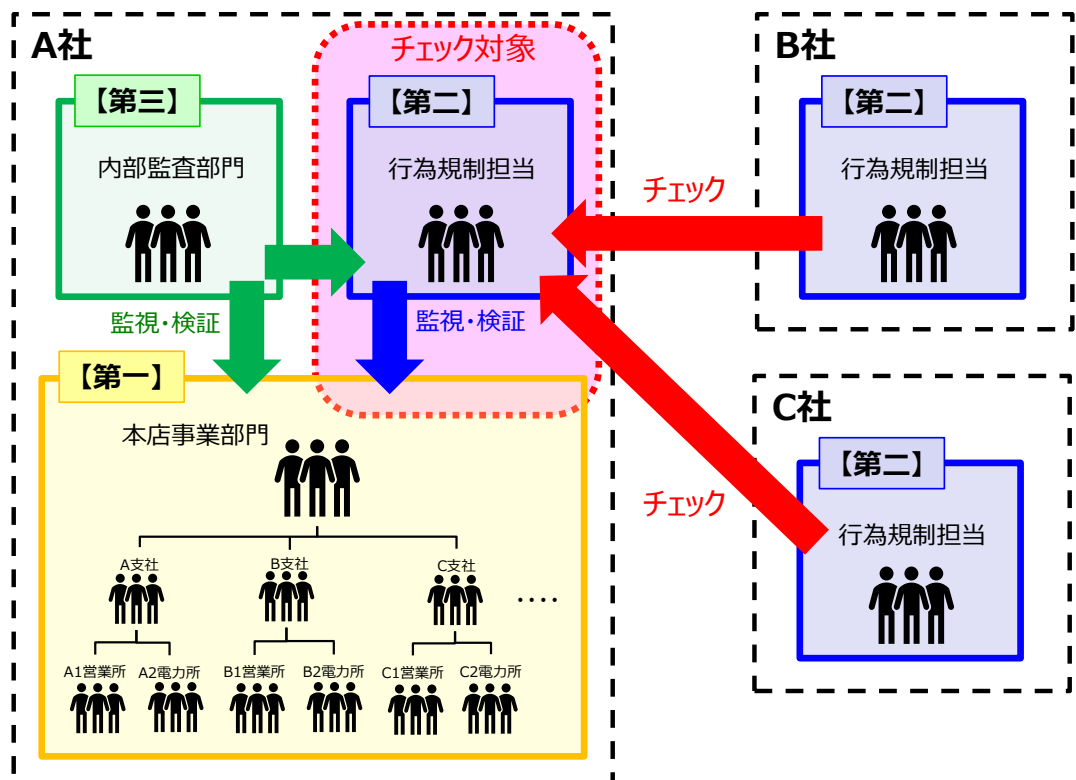 A社
チェック対象
【第三】
内部監査部門
【第二】
行為規制担当
監視・検証
監視・検証
【第一】
本店事業部門
A支社
B支社
C支社
・・・・
A1営業所
A2電力所
B1営業所
B2電力所
C1営業所
C2電力所
チェック
チェック
B社
【第二】
行為規制担当
C社
【第二】
行為規制担当